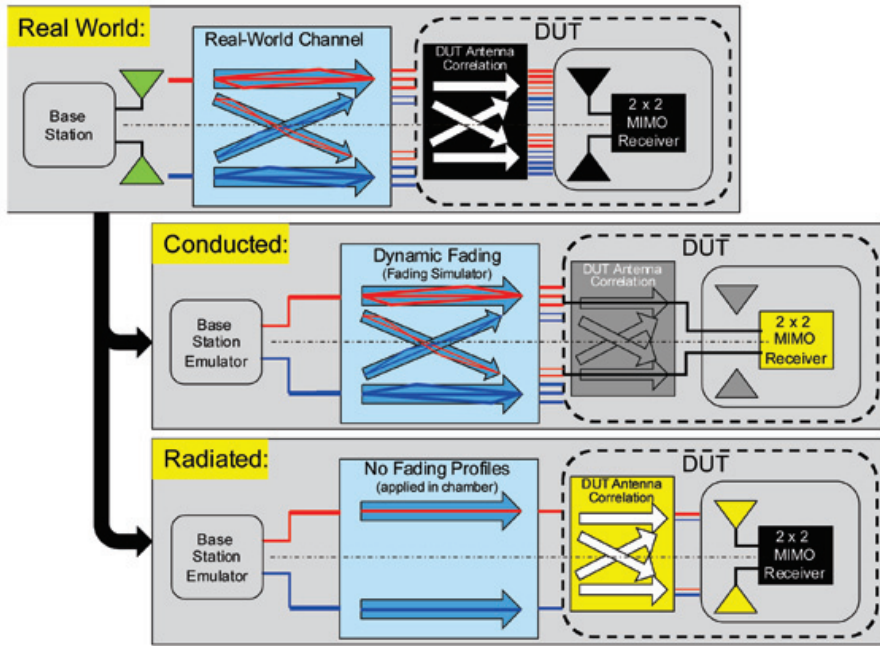 Real World:
Real-World Channel
DUT
DUT Antenna
Correlation
Base
Station
2 x 2
MIMO
Receiver
Conducted:
Dynamic Fading
(Fading Simulator)
DUT
DUT Antenna
Correlation
Base
Station
Emulator
2 x 2
MIMO
Receiver
Radiated:
No Fading Profiles
(applied in chamber)
DUT
DUT Antenna
Correlation
Base
Station
Emulator
2 x 2
MIMO
Receiver